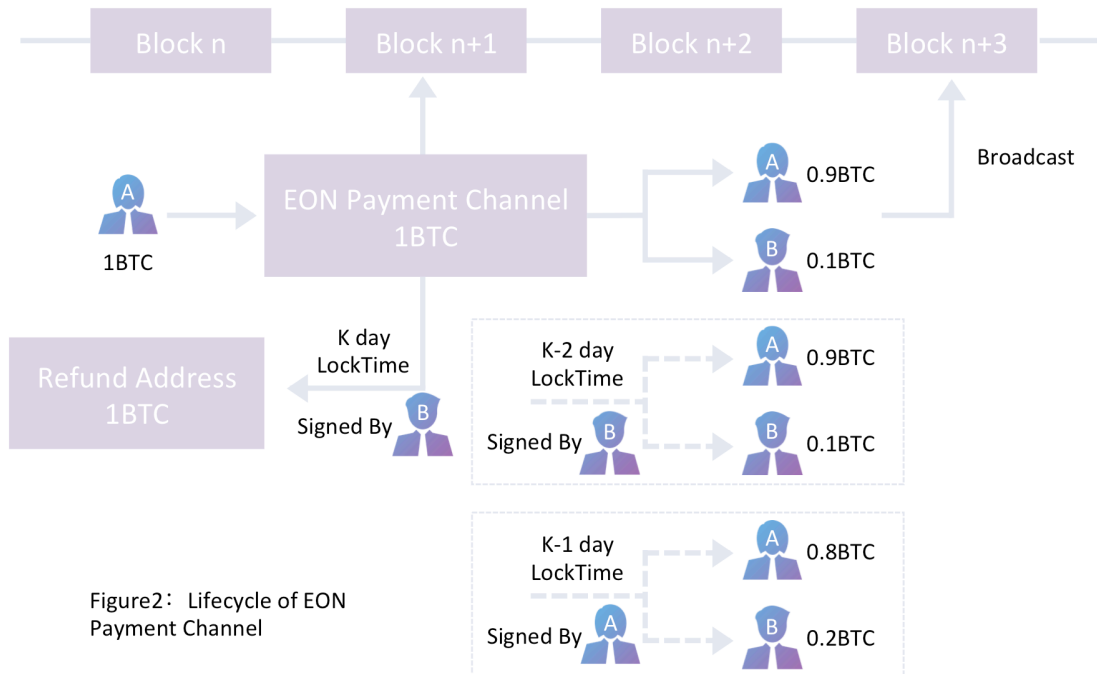 Block n
Block n+1
Block n+2
Block n+3
A
1BTC
EON Payment Channel
1BTC
A
0.9BTC
B
0.1BTC
Broadcast
K day
LockTime
Refund Address
1BTC
Signed By
B
K-2 day
LockTime
Signed By
B
A
0.9BTC
B
0.1BTC
K-1 day
LockTime
Signed By
A
A
0.8BTC
B
0.2BTC
Figure2： Lifecycle of EON
Payment Channel